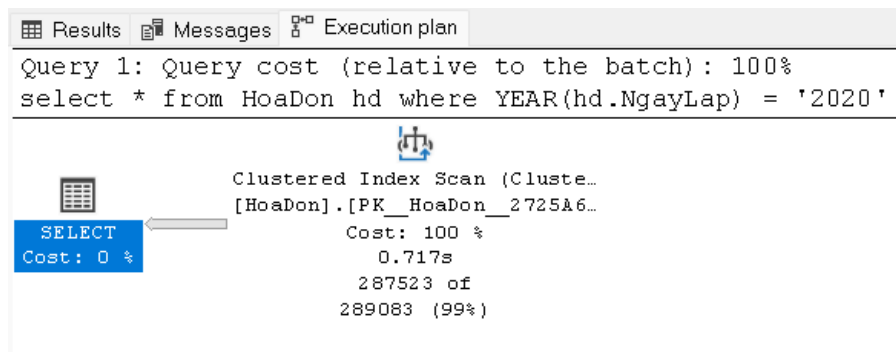 Results Messages Execution plan
Query 1: Query cost (relative to the batch): 100%
select * from HoaDon hd where YEAR(hd.NgayLap) = '2020'
Clustered Index Scan (Cluste…
[HoaDon].[PK__HoaDon__2725A6…
SELECT
Cost: 0 %
Cost: 100 %
0.717s
287523 of
289083 (99%)